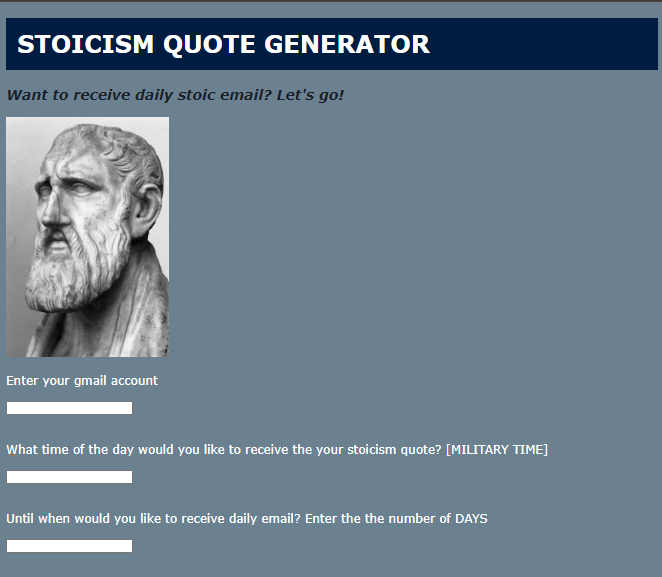 STOICISM QUOTE GENERATOR
Want to receive daily stoic email? Let's go!
Enter your gmail account
What time of the day would you like to receive the your stoicism quote? [MILITARY TIME]
Until when would you like to receive daily email? Enter the the number of DAYS